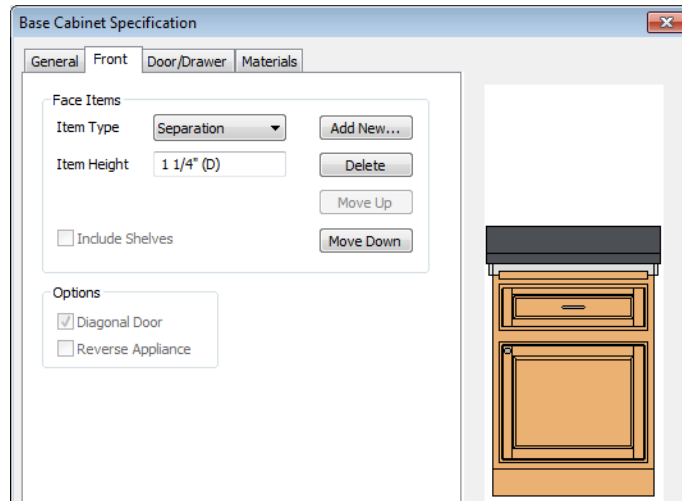 Base Cabinet Specification
General Front Door/Drawer Materials
Face Items
Item Type Separation Add New...
Item Height 1 1/4" (D) Delete
Move Up
Include Shelves Move Down
Options
Diagonal Door
Reverse Appliance